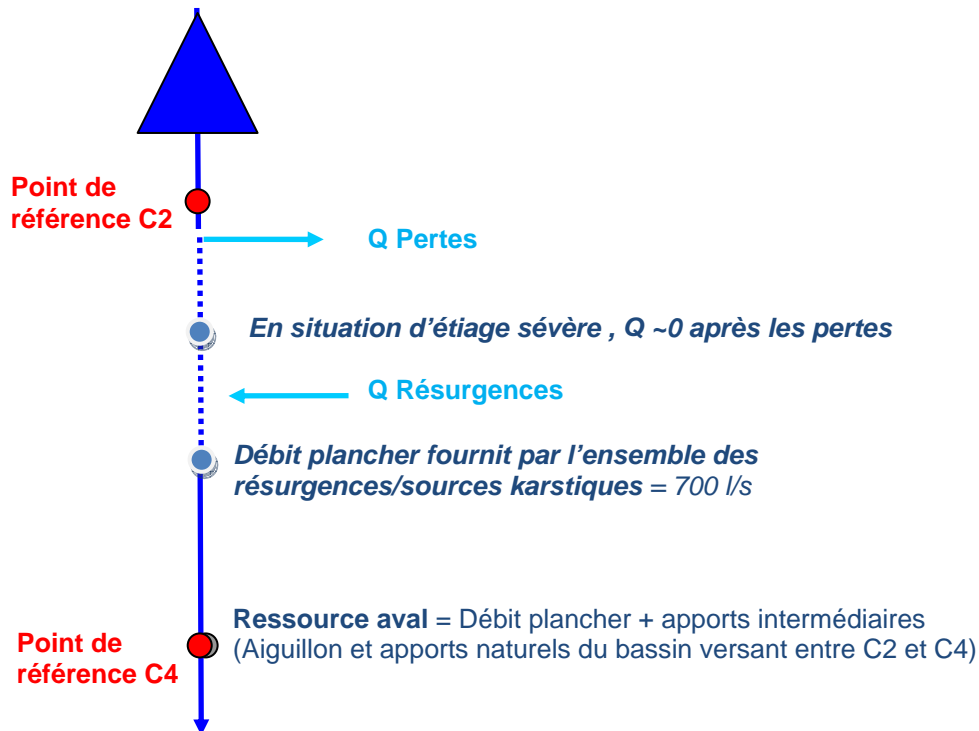 Point de
référence C2
Q Pertes
En situation d'étiage sévère , Q ~0 après les pertes
Q Résurgences
Débit plancher fournit par l'ensemble des
résurgences/sources karstiques = 700 l/s
Ressource aval = Débit plancher + apports intermédiaires
(Aiguillon et apports naturels du bassin versant entre C2 et C4)
Point de
référence C4